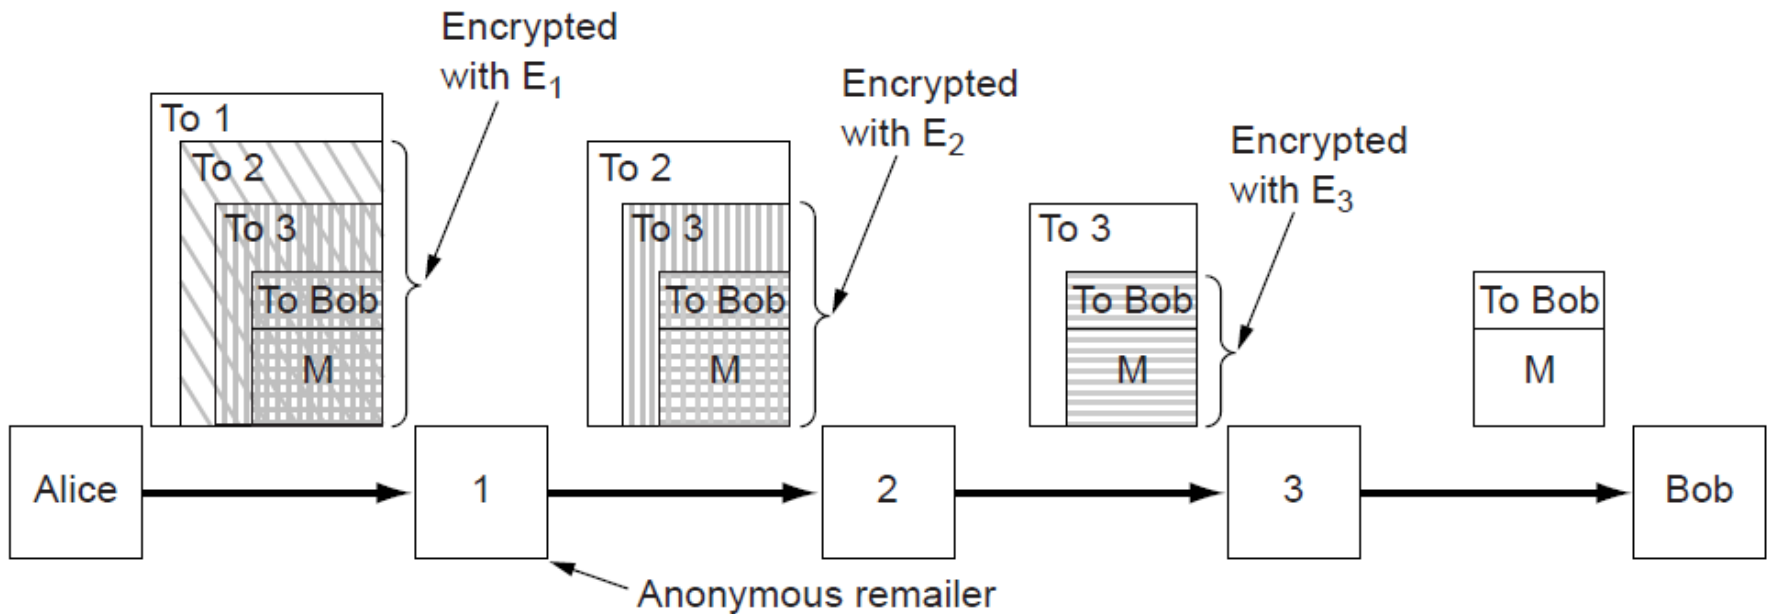 Encrypted
with E1
Encrypted
with E2
Encrypted
with E3
To 1
To 2
To 3
To Bob
M
To 2
To 3
To Bob
M
To 3
To Bob
M
To Bob
M
Alice
1
2
3
Bob
Anonymous remailer